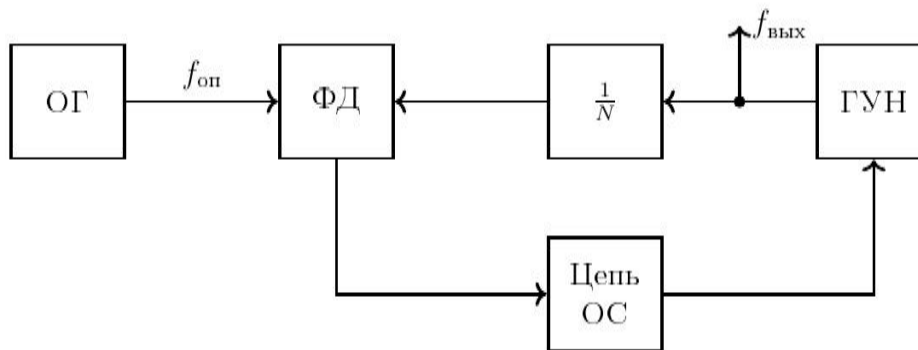 f_вых
ОГ
f_оп
ФД
1/N
ГУН
Цепь
ОС